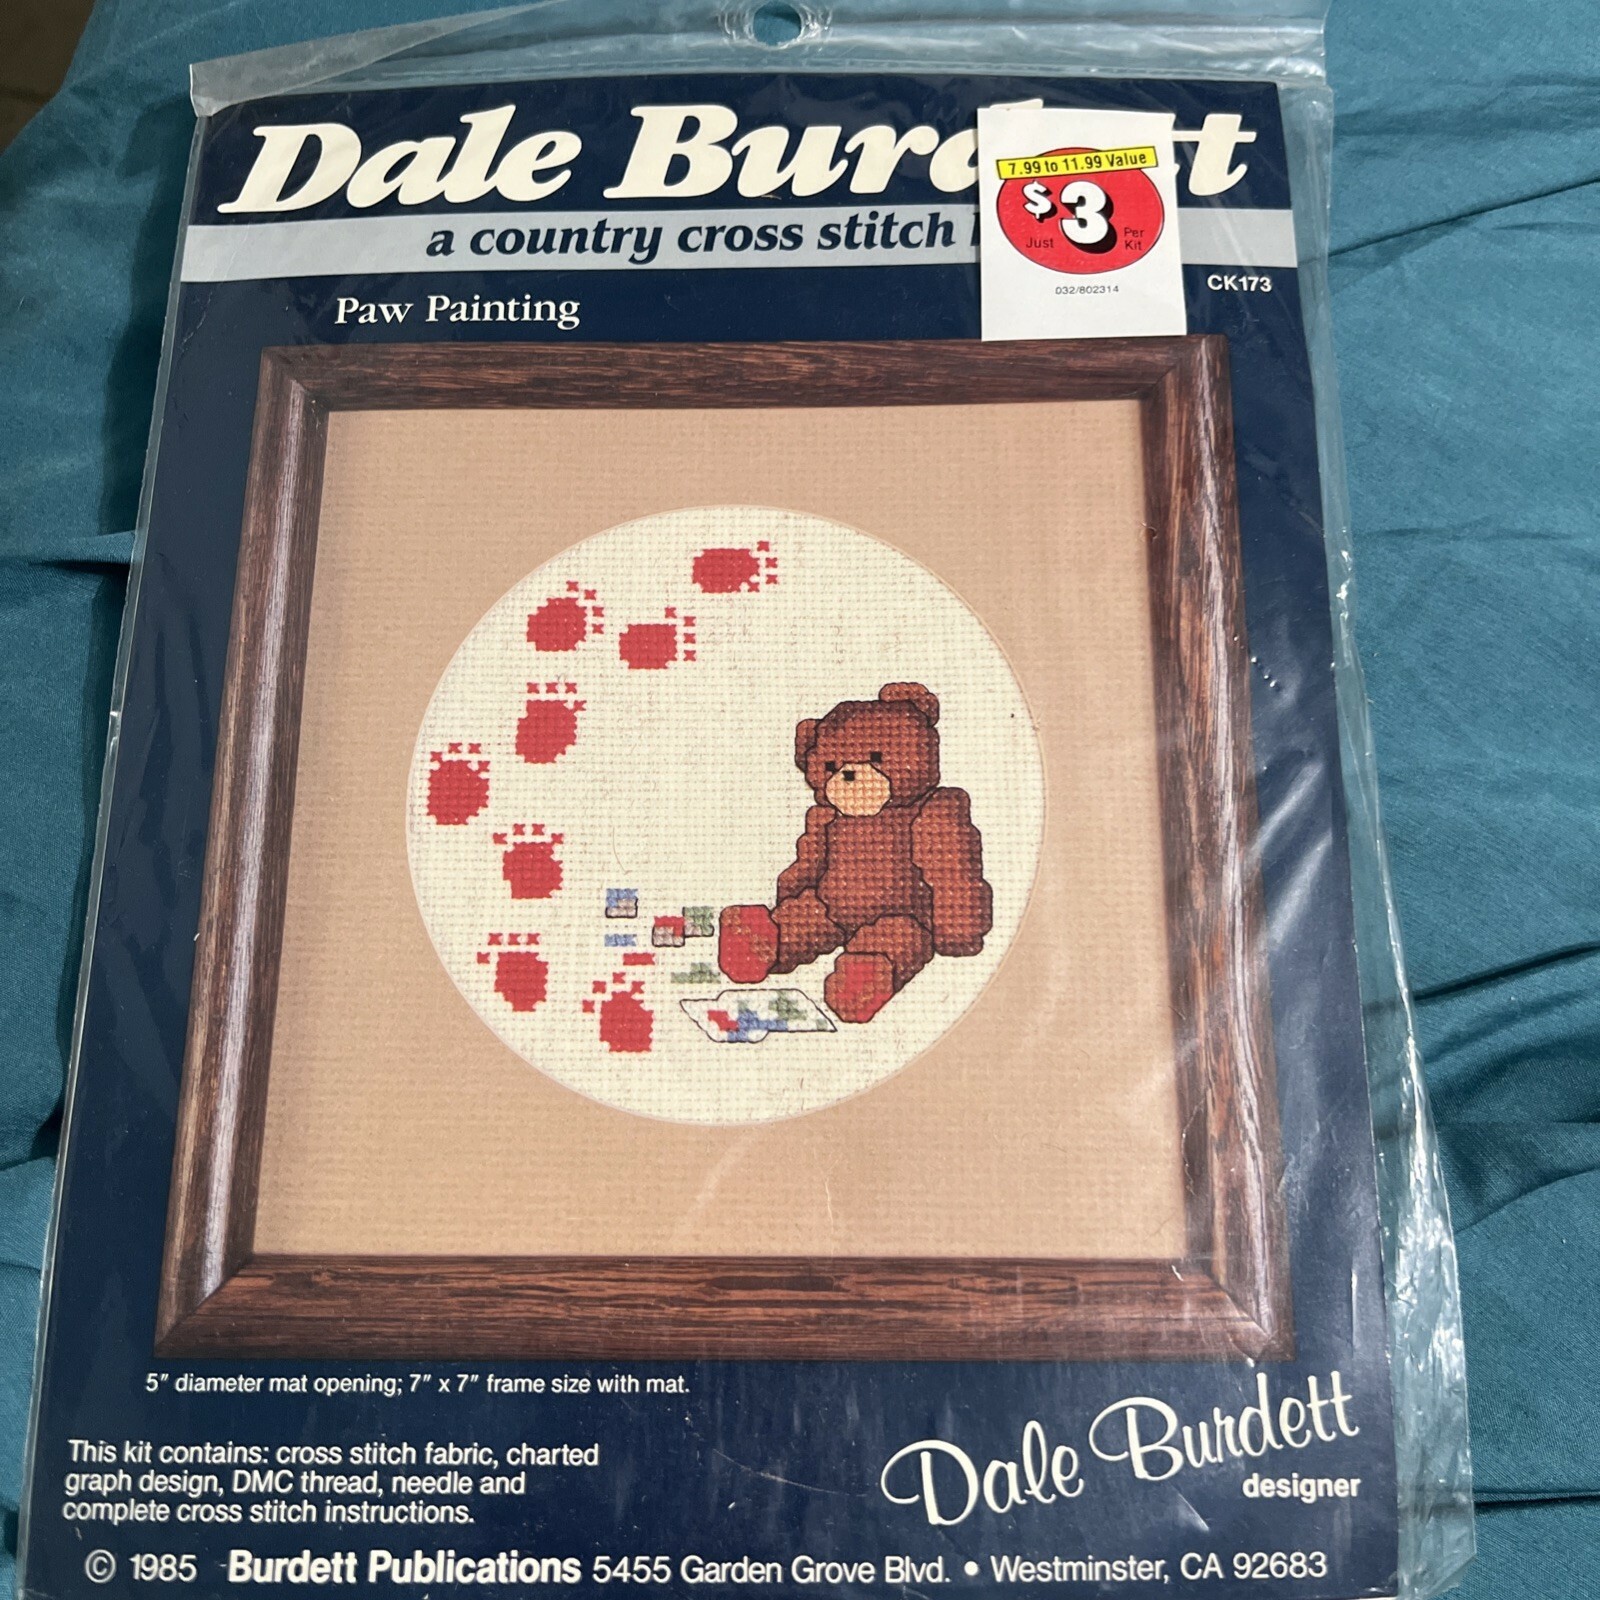 Dale
a country cross stitch
7.99 to 11.99 Value
$3
Just
Per
Kit
032/802314
CK173
Paw Painting
5" diameter mat opening; 7" x 7" frame size with mat.
This kit contains: cross stitch fabric, charted
graph design, DMC thread, needle and
complete cross stitch instructions.
Dale Burdett
designer
© 1985 Burdett Publications 5455 Garden Grove Blvd. • Westminster, CA 92683